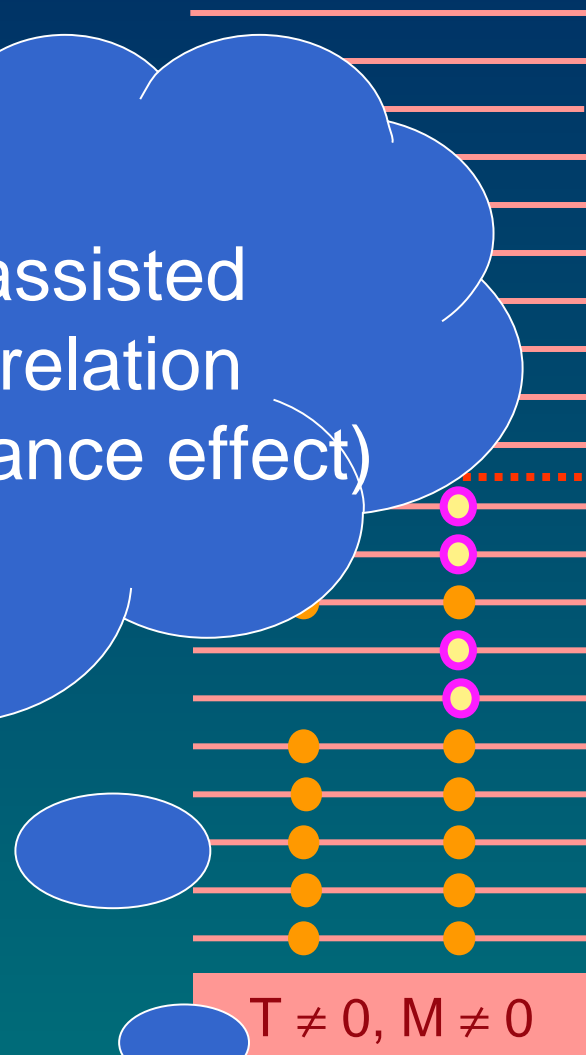 assisted
relation
ance effect)
T ≠ 0, M ≠ 0